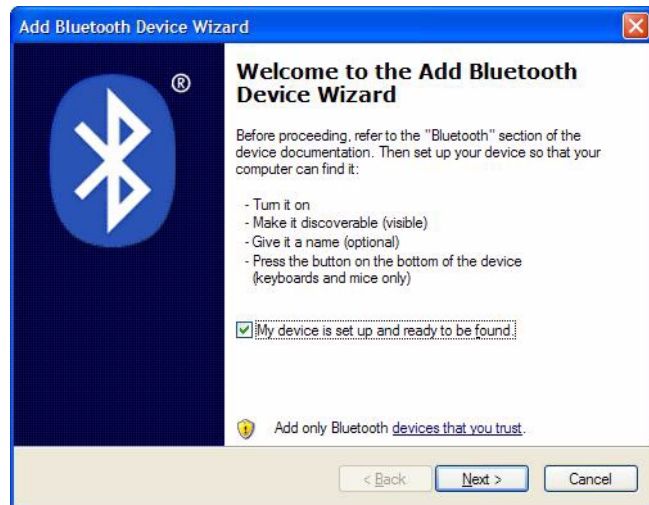 Add Bluetooth Device Wizard
®
Welcome to the Add Bluetooth
Device Wizard
Before proceeding, refer to the "Bluetooth" section of the
device documentation. Then set up your device so that your
computer can find it:
- Turn it on
- Make it discoverable (visible)
- Give it a name (optional)
- Press the button on the bottom of the device
(keyboards and mice only)
My device is set up and ready to be found.
Add only Bluetooth devices that you trust.
< Back
Next >
Cancel